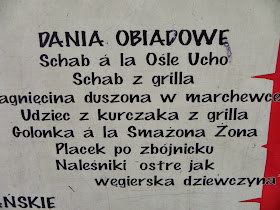 DANIA OBIADOWE
Schab á la Ośle Ucho
Schab z grilla
agnięcina duszona w marchewce
Udziec z kurczaka z grilla
Golonka á la Smażona Żona
Placek po zbójnicku
Naleśniki ostre jak
węgierska dziewczyna
AŃSKIE